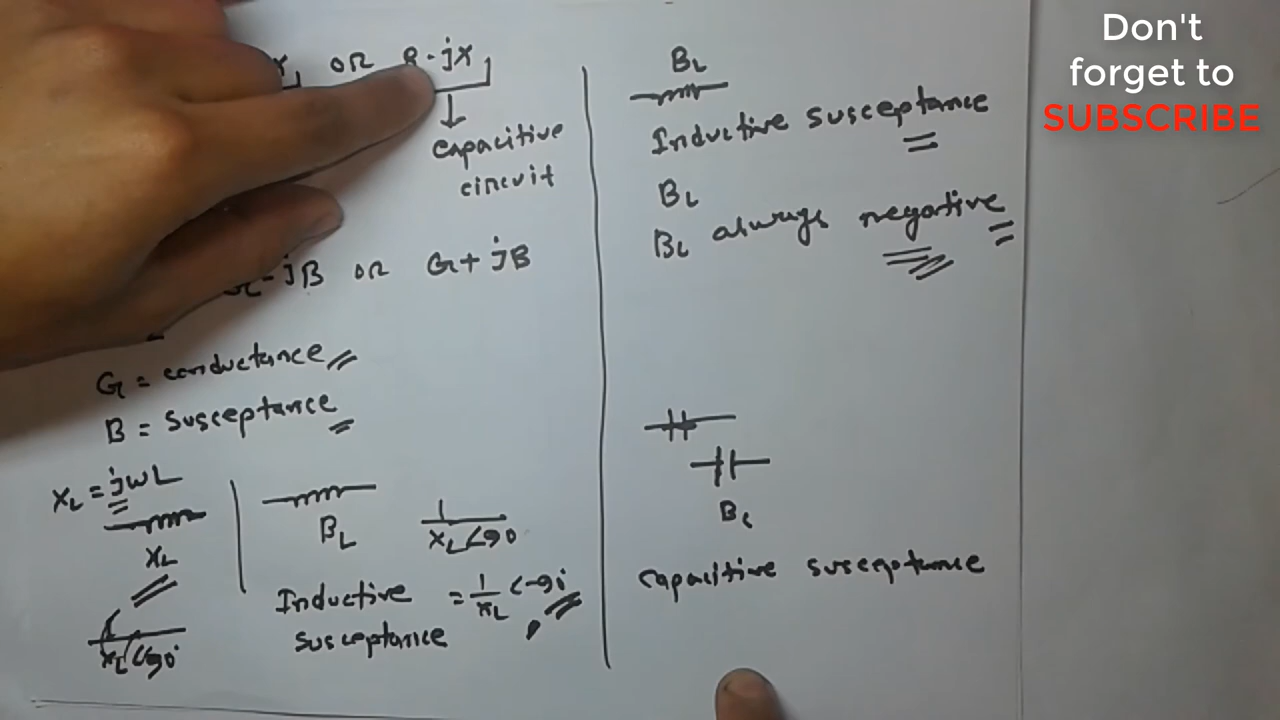 or R - jX
capacitive
circuit
G - jB or G + jB
G = conductance
B = Susceptance
XL = jωL
XL
XL∠90°
BL
1
XL∠90
Inductive = 1/XL ∠-90°
susceptance
BL
Inductive susceptance
BL
BL always negative
Bc
capacitive susceptance
Don't
forget to
SUBSCRIBE